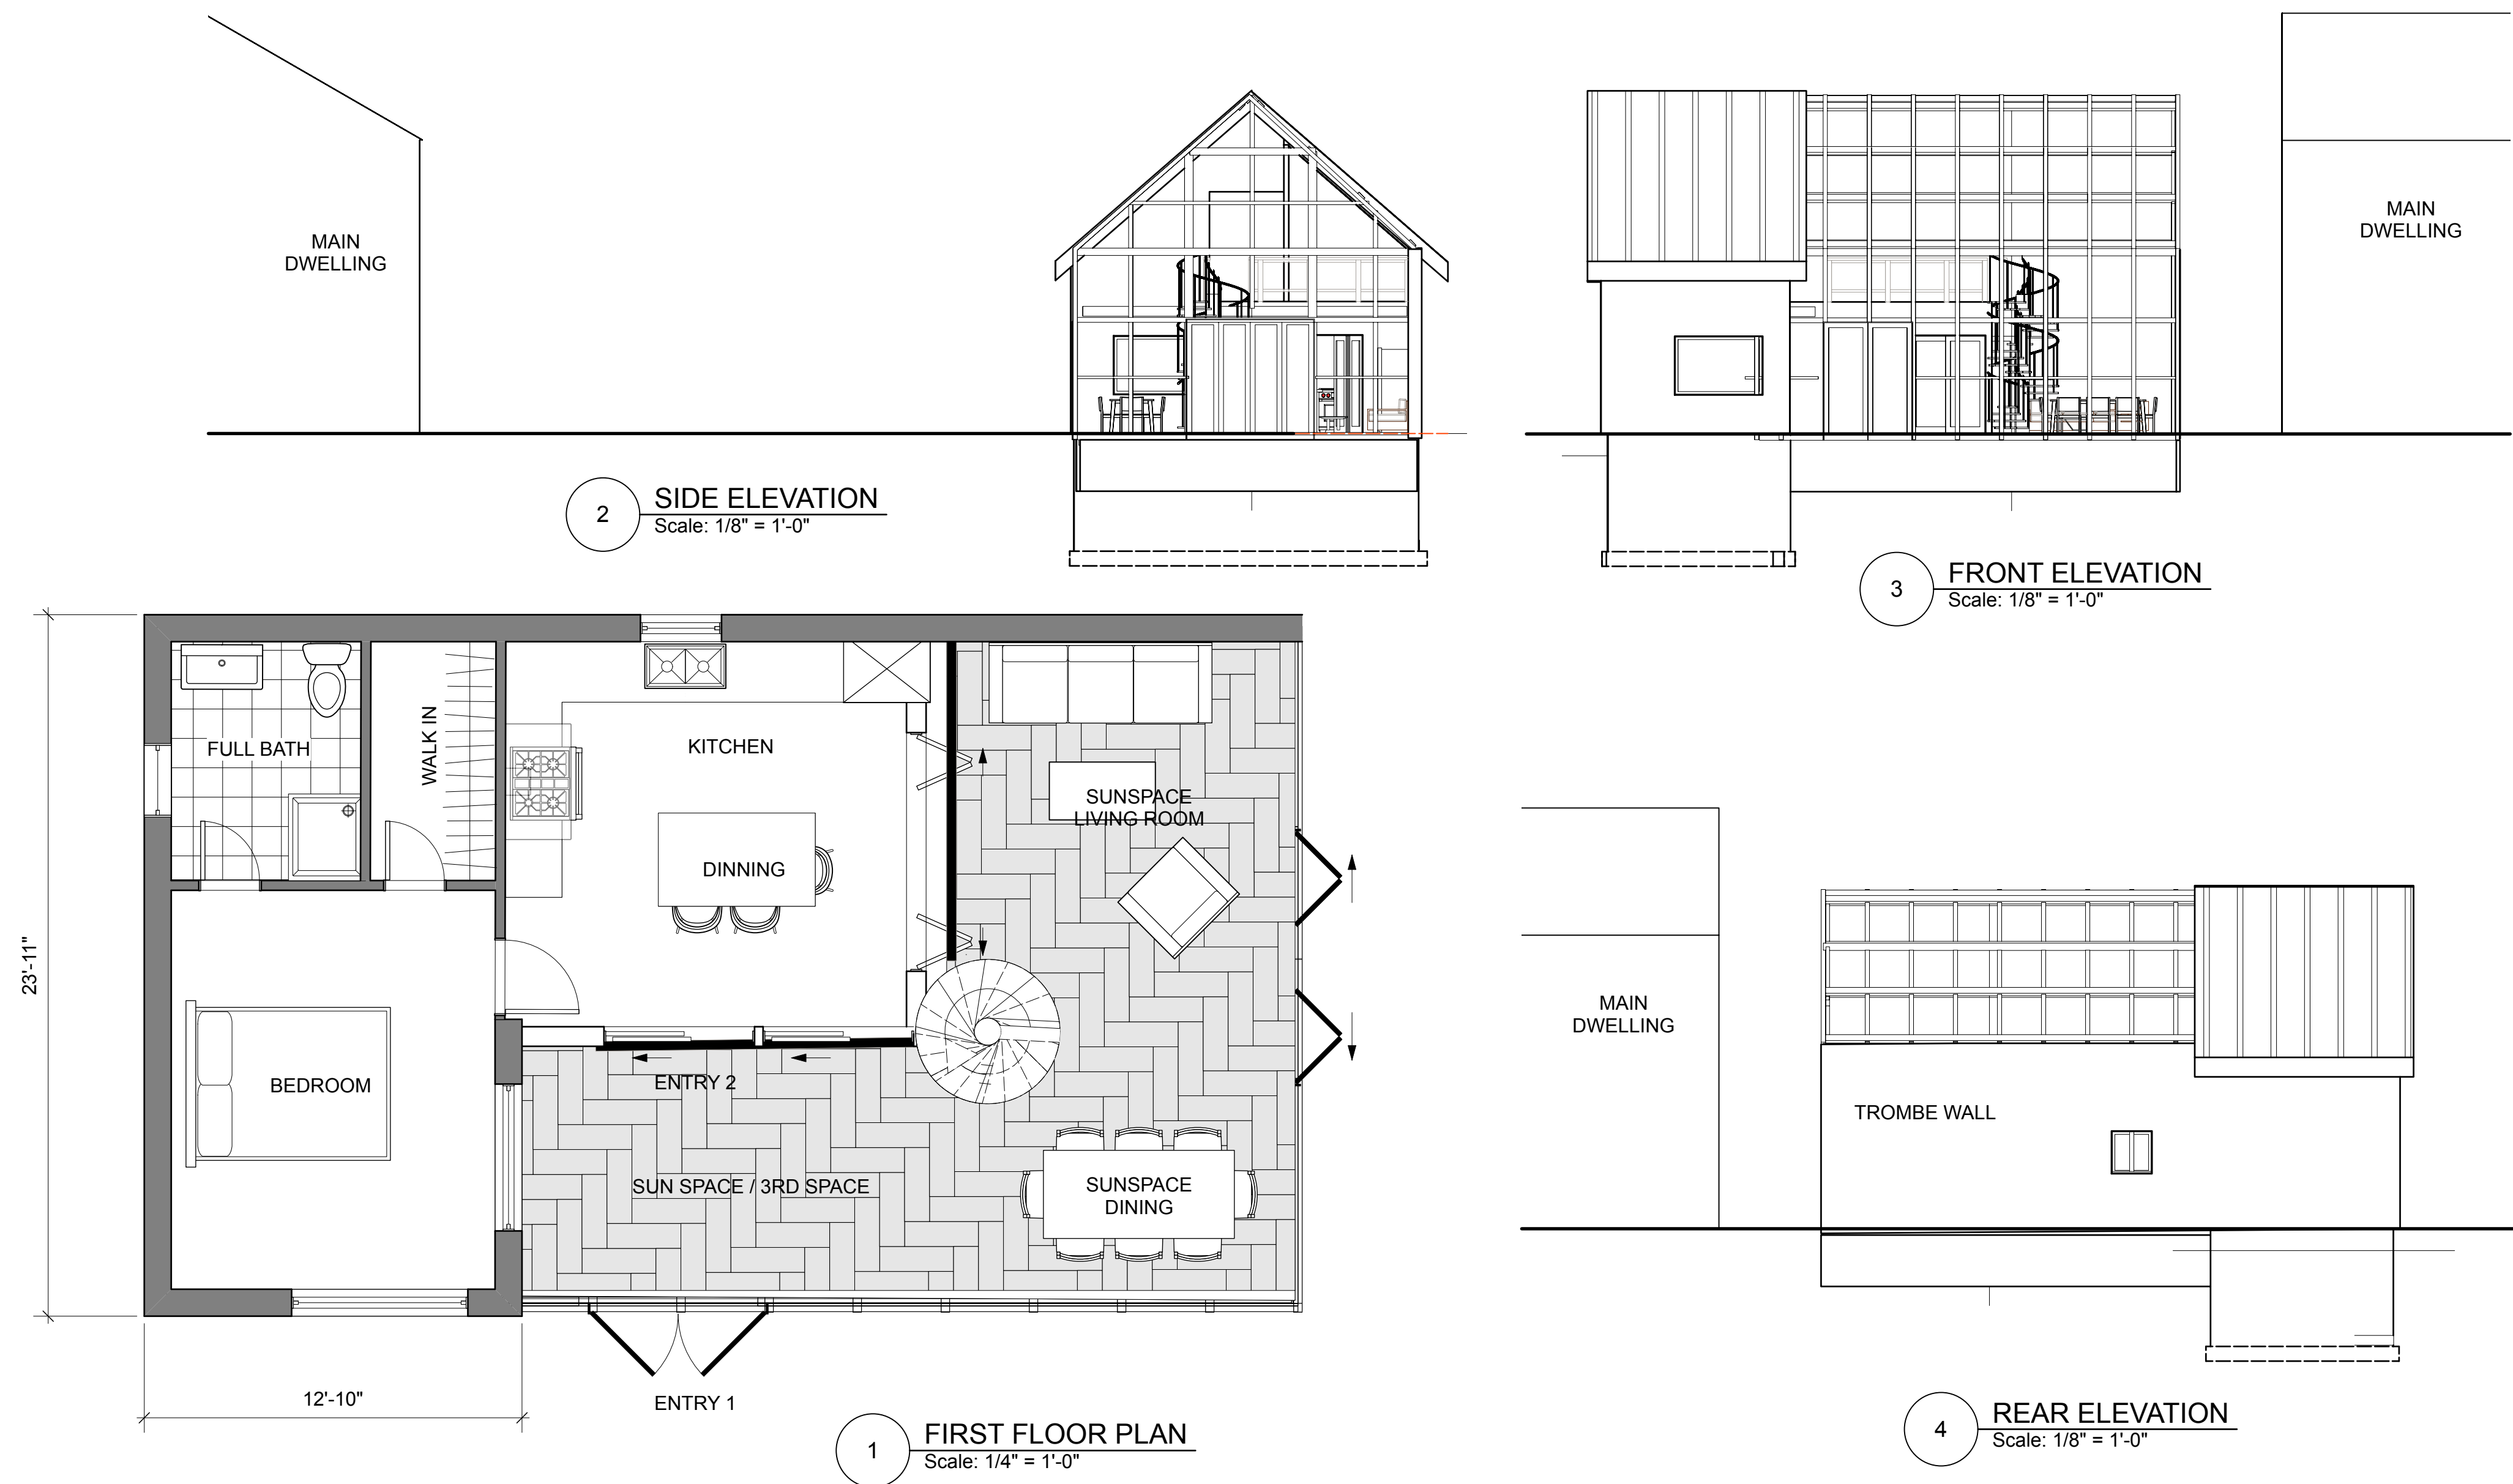 MAIN
DWELLING
2
SIDE ELEVATION
Scale: 1/8" = 1'-0"
MAIN
DWELLING
3
FRONT ELEVATION
Scale: 1/8" = 1'-0"
FULL BATH
WALK IN
KITCHEN
DINNING
SUNSPACE
LIVING ROOM
23'-11"
BEDROOM
ENTRY 2
SUN SPACE / 3RD SPACE
SUNSPACE
DINING
12'-10"
ENTRY 1
1
FIRST FLOOR PLAN
Scale: 1/4" = 1'-0"
MAIN
DWELLING
TROMBE WALL
4
REAR ELEVATION
Scale: 1/8" = 1'-0"